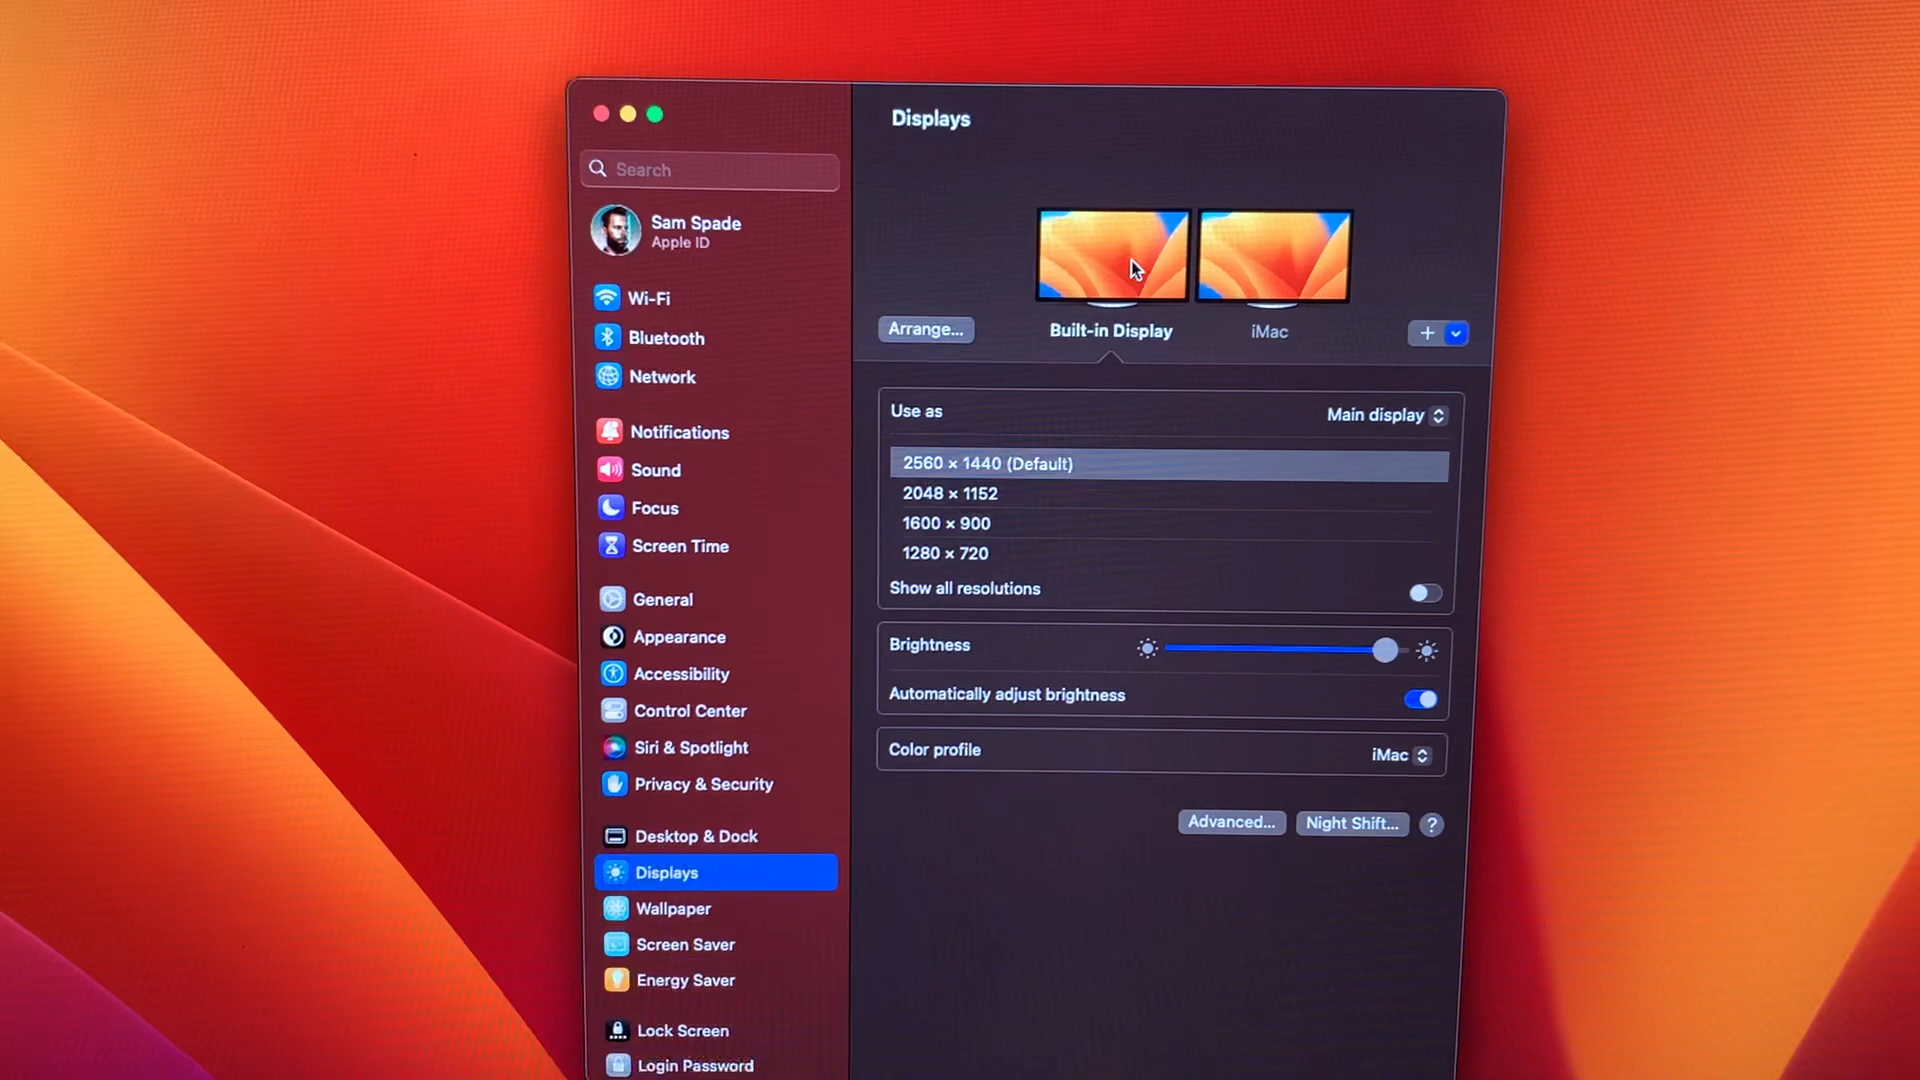 Displays
Search
Sam Spade
Apple ID
Wi-Fi
Bluetooth
Network
Notifications
Sound
Focus
Screen Time
General
Appearance
Accessibility
Control Center
Siri & Spotlight
Privacy & Security
Desktop & Dock
Displays
Wallpaper
Screen Saver
Energy Saver
Lock Screen
Login Password
Arrange...
Built-in Display
iMac
Use as
Main display
2560 × 1440 (Default)
2048 × 1152
1600 × 900
1280 × 720
Show all resolutions
Brightness
Automatically adjust brightness
Color profile
iMac
Advanced...
Night Shift...
?